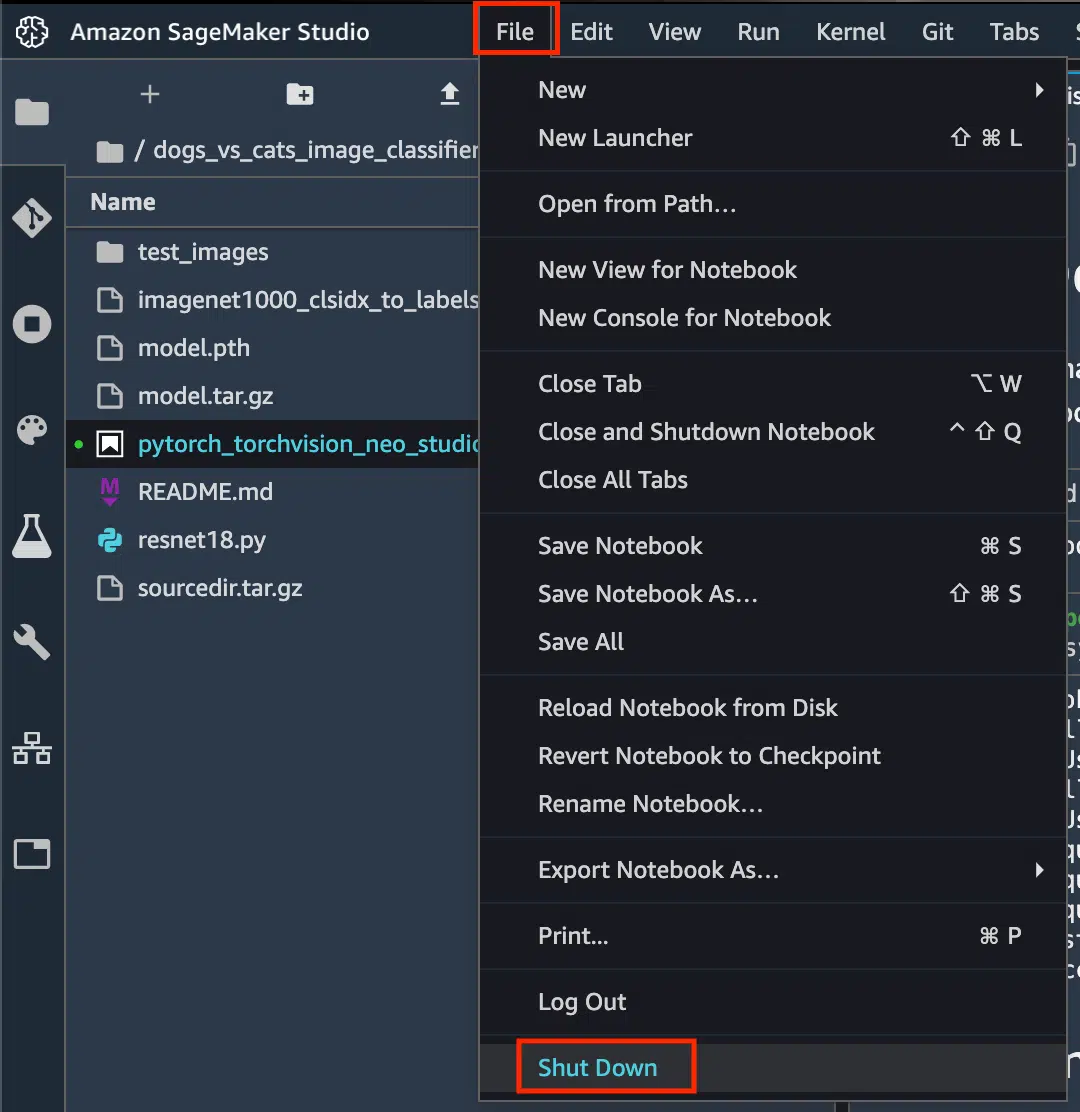 Amazon SageMaker Studio
File Edit View Run Kernel Git Tabs
/ dogs_vs_cats_image_classifier
Name
test_images
imagenet1000_clsidx_to_labels
model.pth
model.tar.gz
pytorch_torchvision_neo_studio
README.md
resnet18.py
sourcedir.tar.gz
New
New Launcher ⇧ ⌘ L
Open from Path…
New View for Notebook
New Console for Notebook
Close Tab ⌥ W
Close and Shutdown Notebook ^ ⇧ Q
Close All Tabs
Save Notebook ⌘ S
Save Notebook As… ⇧ ⌘ S
Save All
Reload Notebook from Disk
Revert Notebook to Checkpoint
Rename Notebook…
Export Notebook As…
Print... ⌘ P
Log Out
Shut Down